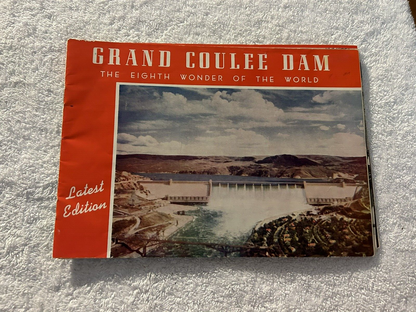 GRAND COULEE DAM
THE EIGHTH WONDER OF THE WORLD
Latest
Edition